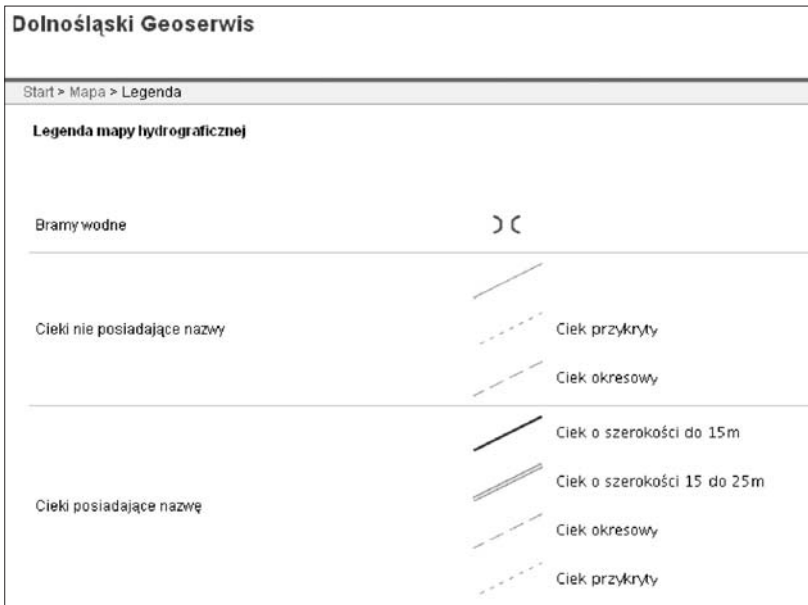 Dolnośląski Geoserwis
Start > Mapa > Legenda
Legenda mapy hydrograficznej
Bramy wodne
Cieki nie posiadające nazwy
Ciek przykryty
Ciek okresowy
Cieki posiadające nazwę
Ciek o szerokości do 15m
Ciek o szerokości 15 do 25m
Ciek okresowy
Ciek przykryty